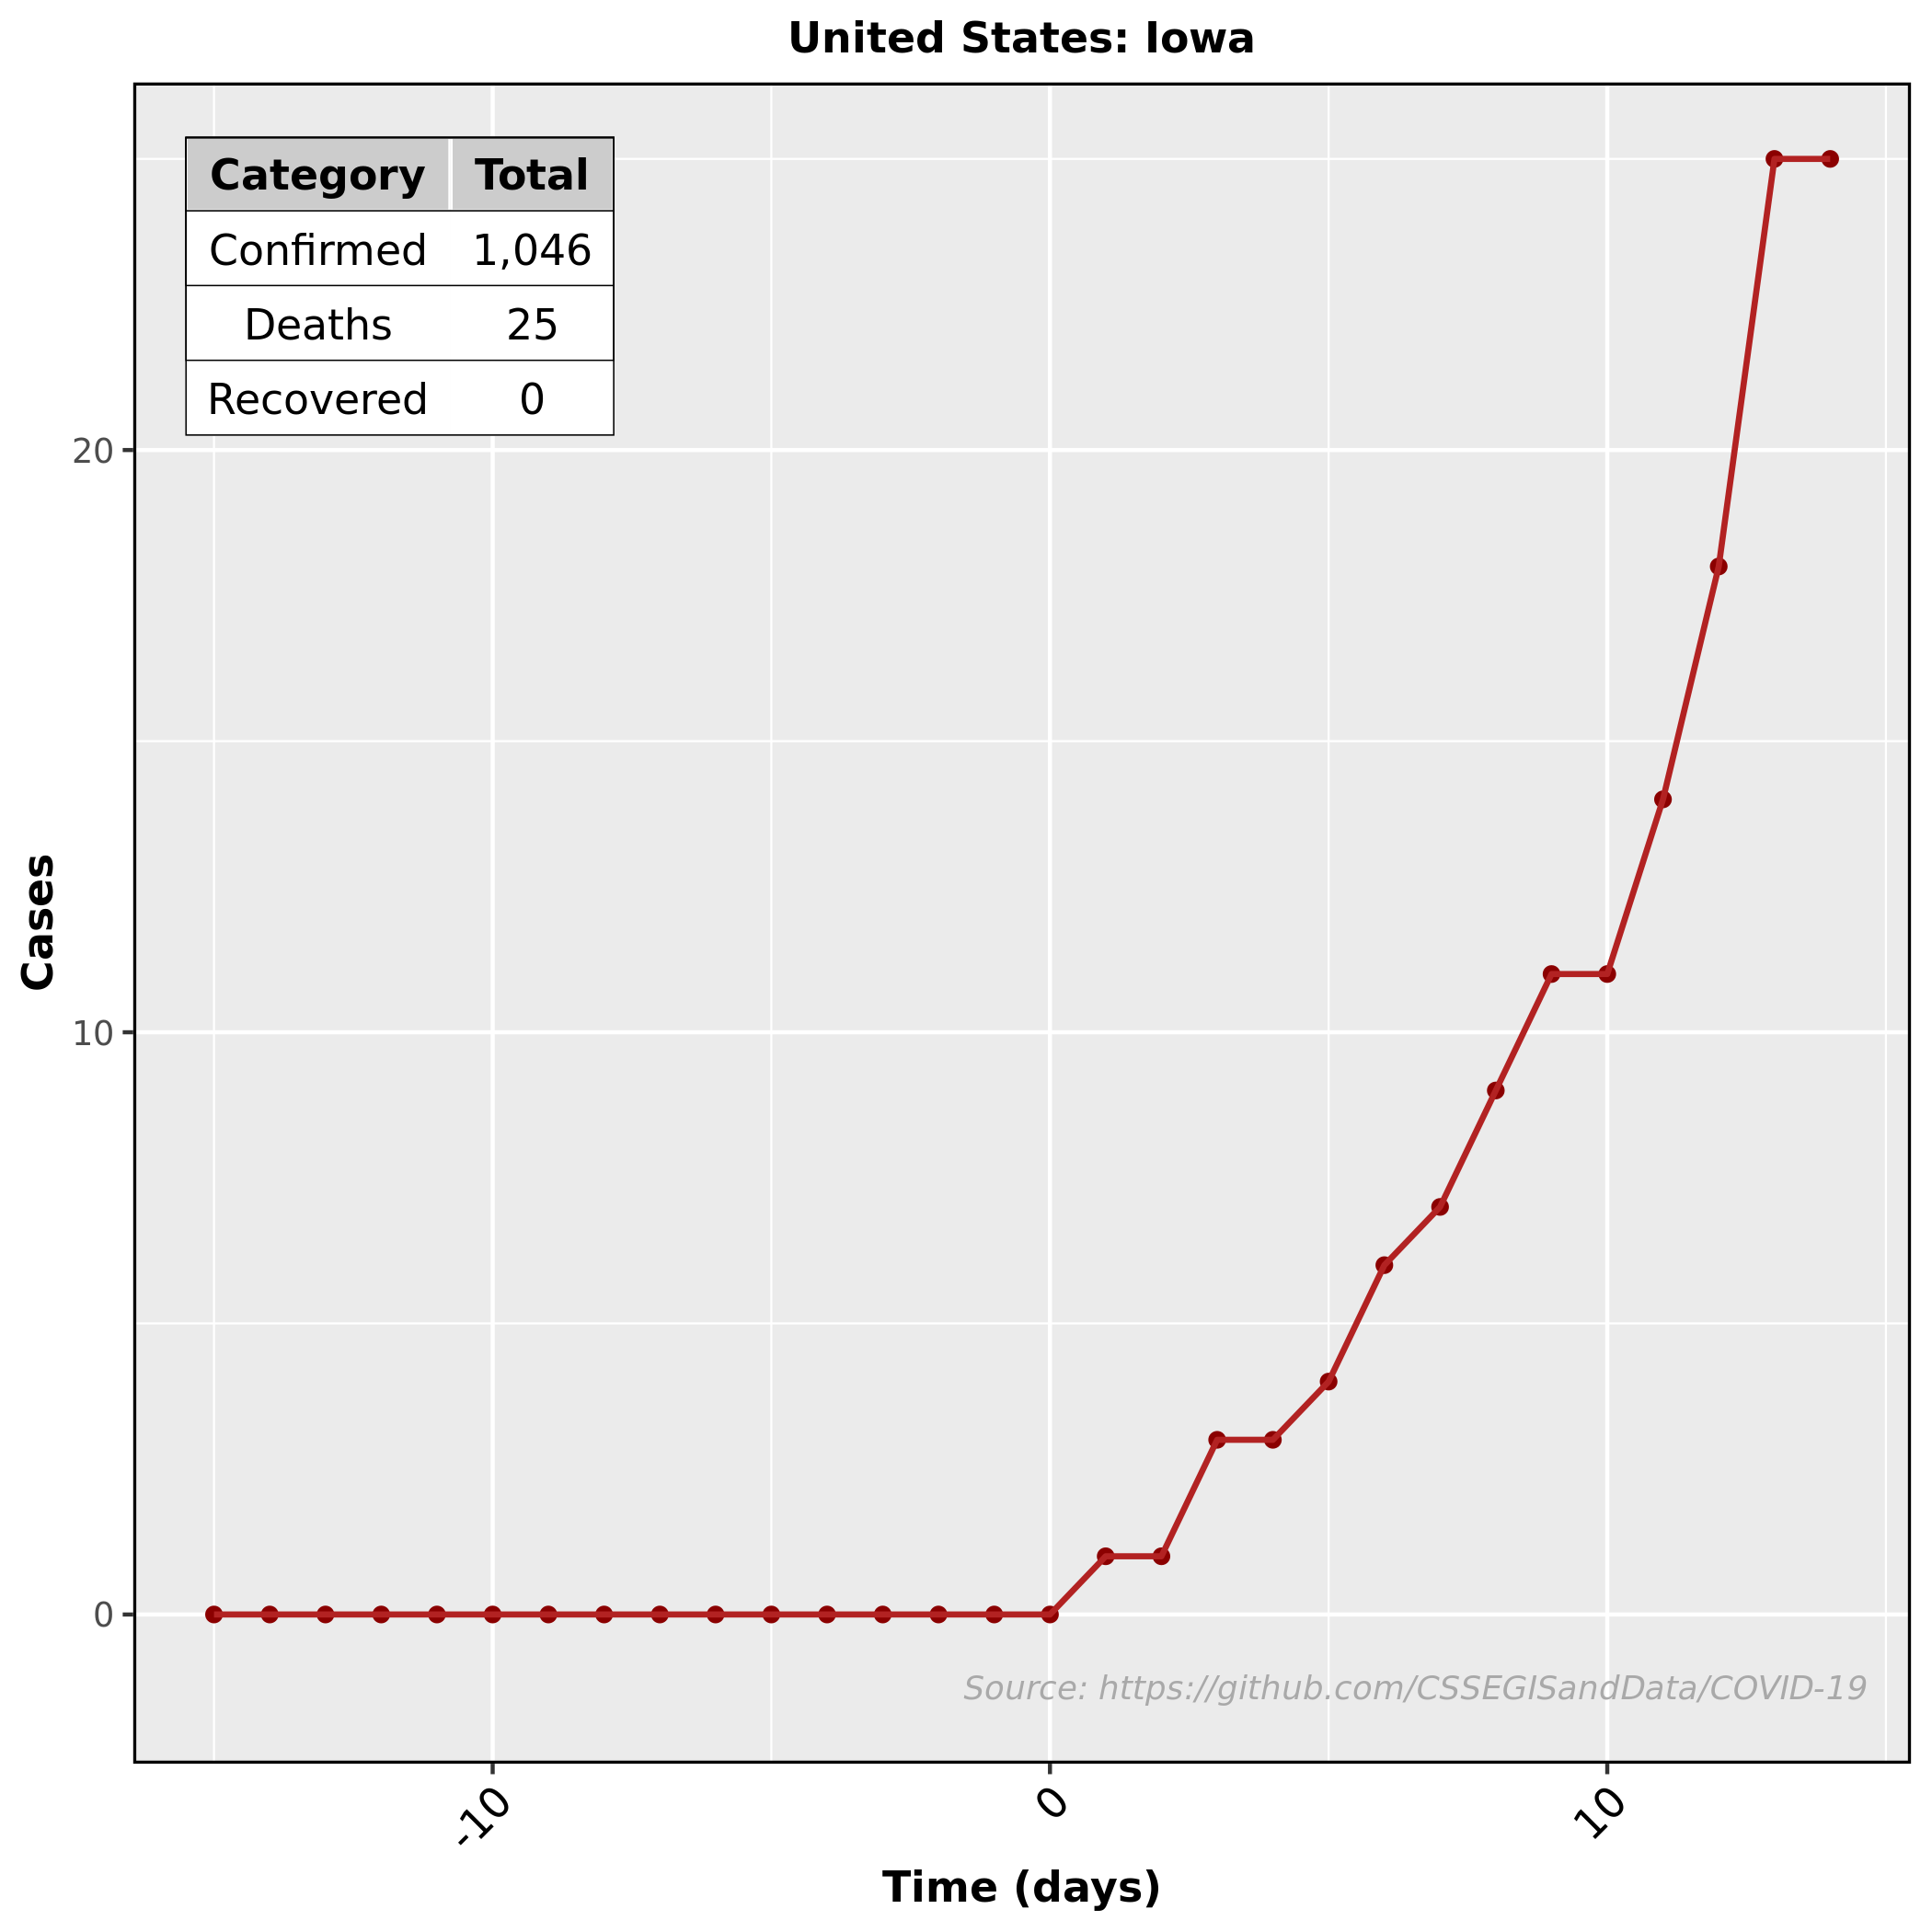 United States: Iowa
Category Total
Confirmed 1,046
Deaths 25
Recovered 0
20
10
0
Cases
Source: https://github.com/CSSEGISandData/COVID-19
-10 0 10
Time (days)